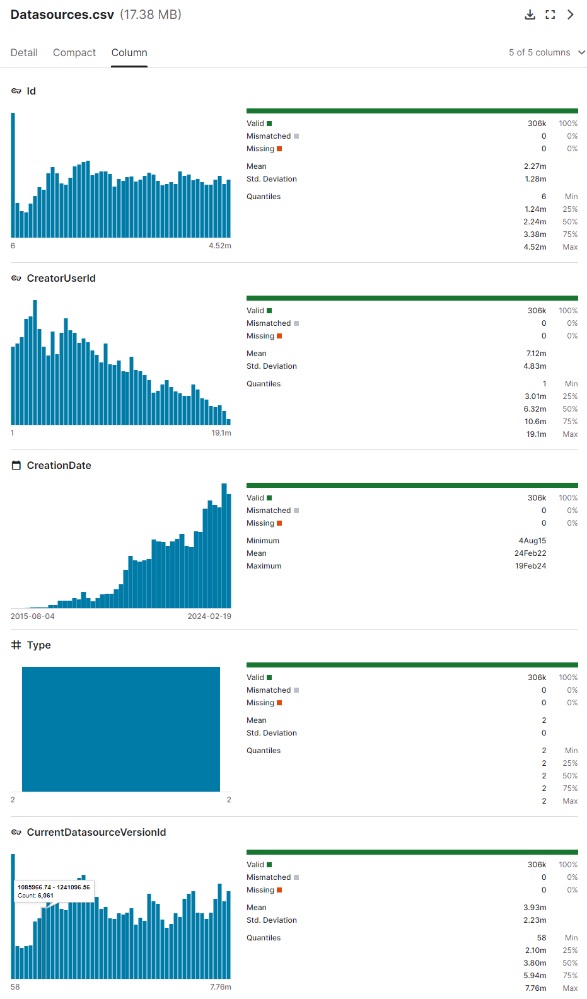 Datasources.csv (17.38 MB)
Detail Compact Column 5 of 5 columns
Id
Valid 306k 100%
Mismatched 0 0%
Missing 0 0%
Mean 2.27m
Std. Deviation 1.28m
Quantiles 6 Min
1.24m 25%
2.24m 50%
3.38m 75%
4.52m Max
6 4.52m
CreatorUserId
Valid 306k 100%
Mismatched 0 0%
Missing 0 0%
Mean 7.12m
Std. Deviation 4.83m
Quantiles 1 Min
3.01m 25%
6.32m 50%
10.6m 75%
19.1m Max
1 19.1m
CreationDate
Valid 306k 100%
Mismatched 0 0%
Missing 0 0%
Minimum 4Aug15
Mean 24Feb22
Maximum 19Feb24
2015-08-04 2024-02-19
Type
Valid 306k 100%
Mismatched 0 0%
Missing 0 0%
Mean 2
Std. Deviation 0
Quantiles 2 Min
2 25%
2 50%
2 75%
2 Max
2 2
CurrentDatasourceVersionId
1085966.74 - 1241096.56
Count: 6,061
Valid 306k 100%
Mismatched 0 0%
Missing 0 0%
Mean 3.93m
Std. Deviation 2.23m
Quantiles 58 Min
2.10m 25%
3.80m 50%
5.94m 75%
7.76m Max
58 7.76m